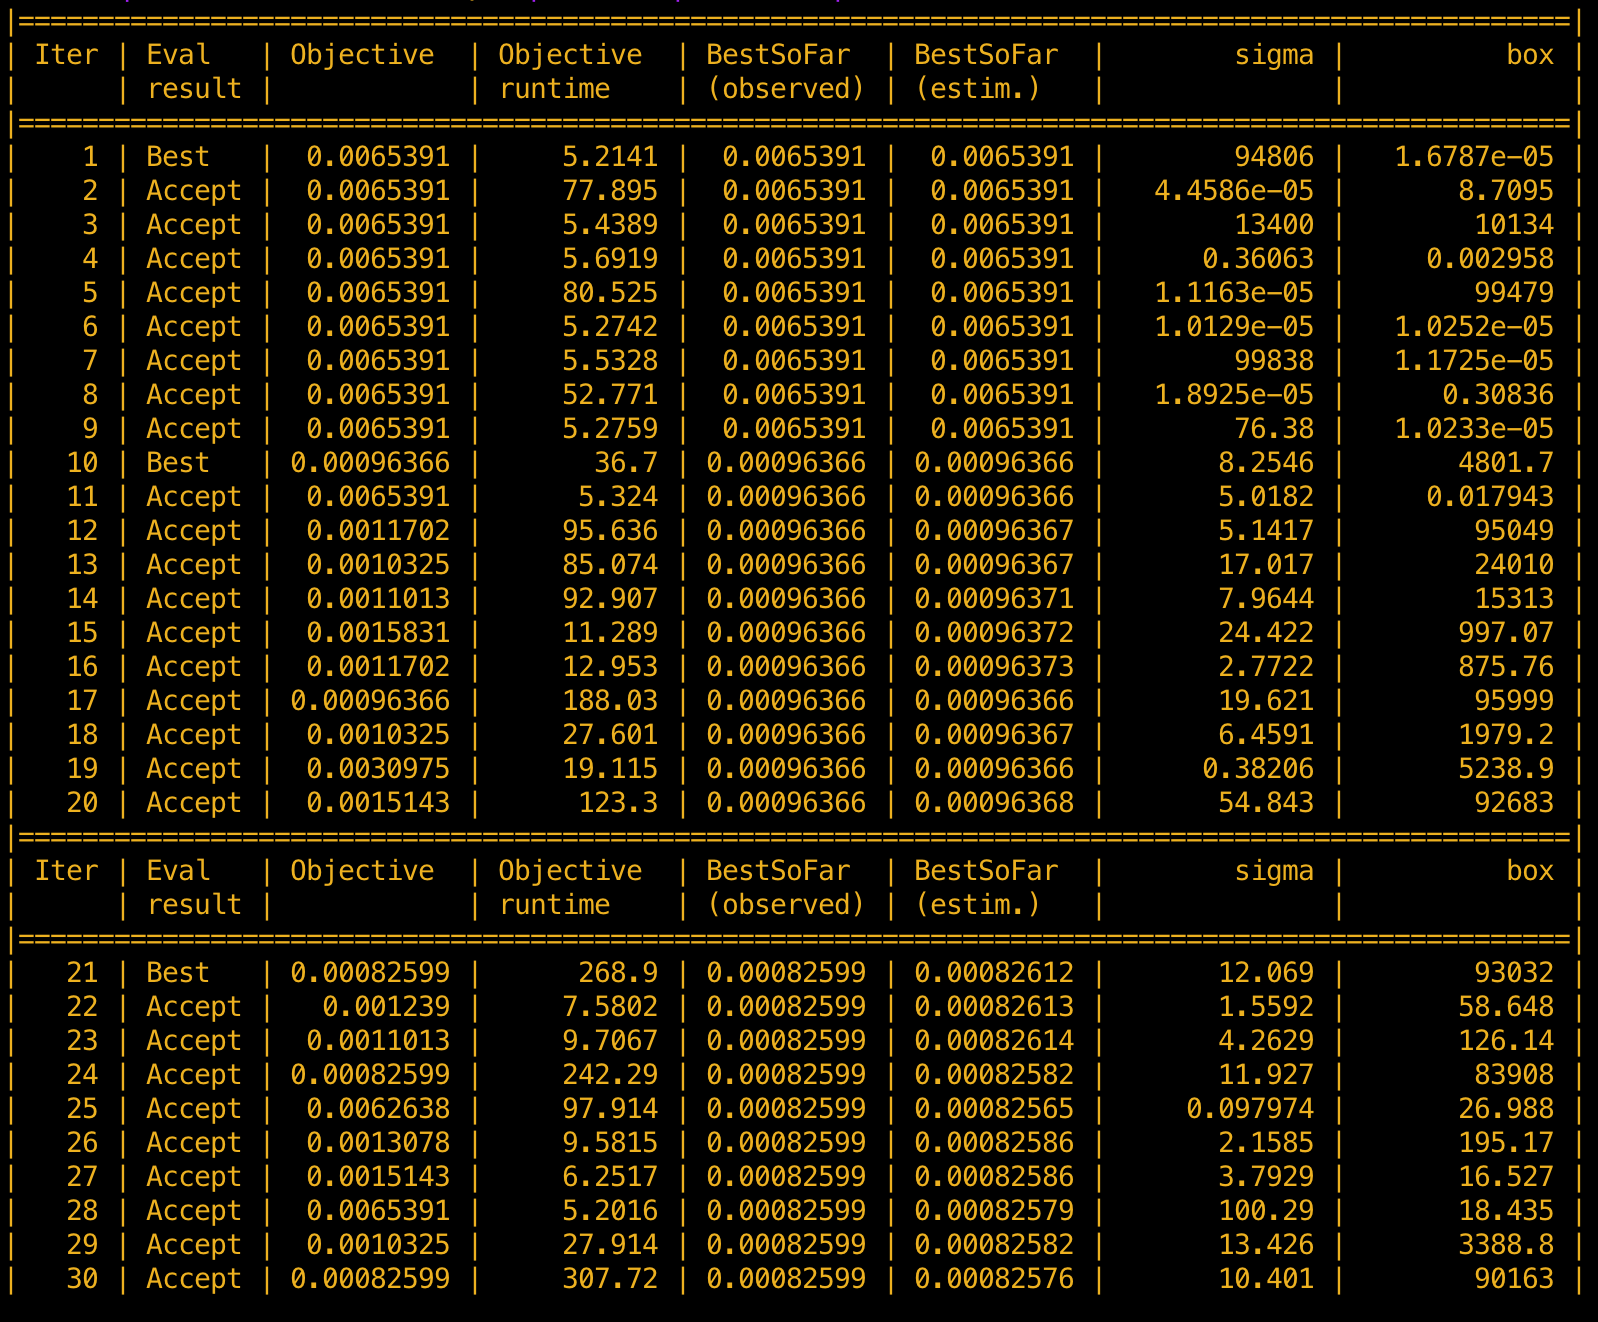 |=================================================================================================|
| Iter | Eval   | Objective  | Objective  | BestSoFar  | BestSoFar  |        sigma |          box |
|      | result |            | runtime    | (observed) | (estim.)   |              |              |
|=================================================================================================|
|    1 | Best   |  0.0065391 |     5.2141 |  0.0065391 |  0.0065391 |        94806 |   1.6787e-05 |
|    2 | Accept |  0.0065391 |     77.895 |  0.0065391 |  0.0065391 |   4.4586e-05 |       8.7095 |
|    3 | Accept |  0.0065391 |     5.4389 |  0.0065391 |  0.0065391 |        13400 |        10134 |
|    4 | Accept |  0.0065391 |     5.6919 |  0.0065391 |  0.0065391 |      0.36063 |     0.002958 |
|    5 | Accept |  0.0065391 |     80.525 |  0.0065391 |  0.0065391 |   1.1163e-05 |        99479 |
|    6 | Accept |  0.0065391 |     5.2742 |  0.0065391 |  0.0065391 |   1.0129e-05 |   1.0252e-05 |
|    7 | Accept |  0.0065391 |     5.5328 |  0.0065391 |  0.0065391 |        99838 |   1.1725e-05 |
|    8 | Accept |  0.0065391 |     52.771 |  0.0065391 |  0.0065391 |   1.8925e-05 |      0.30836 |
|    9 | Accept |  0.0065391 |     5.2759 |  0.0065391 |  0.0065391 |        76.38 |   1.0233e-05 |
|   10 | Best   | 0.00096366 |       36.7 | 0.00096366 | 0.00096366 |       8.2546 |       4801.7 |
|   11 | Accept |  0.0065391 |      5.324 | 0.00096366 | 0.00096366 |       5.0182 |     0.017943 |
|   12 | Accept |  0.0011702 |     95.636 | 0.00096366 | 0.00096367 |       5.1417 |        95049 |
|   13 | Accept |  0.0010325 |     85.074 | 0.00096366 | 0.00096367 |       17.017 |        24010 |
|   14 | Accept |  0.0011013 |     92.907 | 0.00096366 | 0.00096371 |       7.9644 |        15313 |
|   15 | Accept |  0.0015831 |     11.289 | 0.00096366 | 0.00096372 |       24.422 |       997.07 |
|   16 | Accept |  0.0011702 |     12.953 | 0.00096366 | 0.00096373 |       2.7722 |       875.76 |
|   17 | Accept | 0.00096366 |     188.03 | 0.00096366 | 0.00096366 |       19.621 |        95999 |
|   18 | Accept |  0.0010325 |     27.601 | 0.00096366 | 0.00096367 |       6.4591 |       1979.2 |
|   19 | Accept |  0.0030975 |     19.115 | 0.00096366 | 0.00096366 |      0.38206 |       5238.9 |
|   20 | Accept |  0.0015143 |      123.3 | 0.00096366 | 0.00096368 |       54.843 |        92683 |
|=================================================================================================|
| Iter | Eval   | Objective  | Objective  | BestSoFar  | BestSoFar  |        sigma |          box |
|      | result |            | runtime    | (observed) | (estim.)   |              |              |
|=================================================================================================|
|   21 | Best   | 0.00082599 |      268.9 | 0.00082599 | 0.00082612 |       12.069 |        93032 |
|   22 | Accept |   0.001239 |     7.5802 | 0.00082599 | 0.00082613 |       1.5592 |       58.648 |
|   23 | Accept |  0.0011013 |     9.7067 | 0.00082599 | 0.00082614 |       4.2629 |       126.14 |
|   24 | Accept | 0.00082599 |     242.29 | 0.00082599 | 0.00082582 |       11.927 |        83908 |
|   25 | Accept |  0.0062638 |     97.914 | 0.00082599 | 0.00082565 |     0.097974 |       26.988 |
|   26 | Accept |  0.0013078 |     9.5815 | 0.00082599 | 0.00082586 |       2.1585 |       195.17 |
|   27 | Accept |  0.0015143 |     6.2517 | 0.00082599 | 0.00082586 |       3.7929 |       16.527 |
|   28 | Accept |  0.0065391 |     5.2016 | 0.00082599 | 0.00082579 |       100.29 |       18.435 |
|   29 | Accept |  0.0010325 |     27.914 | 0.00082599 | 0.00082582 |       13.426 |       3388.8 |
|   30 | Accept | 0.00082599 |     307.72 | 0.00082599 | 0.00082576 |       10.401 |        90163 |